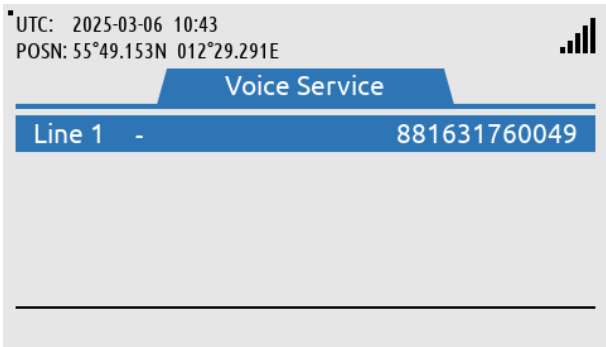 UTC: 2025-03-06 10:43
POSN: 55°49.153N 012°29.291E
Voice Service
Line 1 - 881631760049